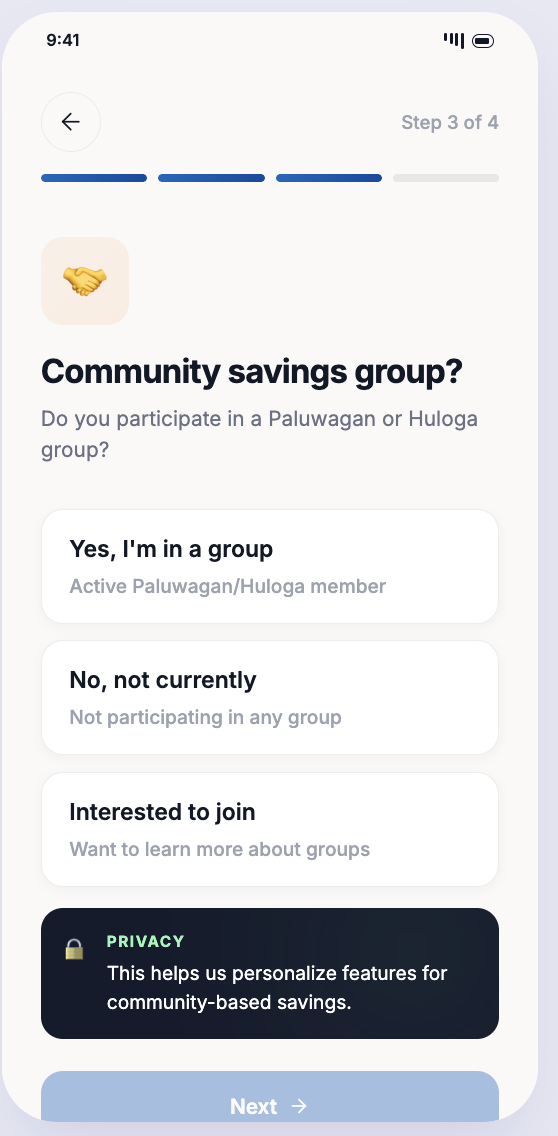 9:41
Step 3 of 4
Community savings group?
Do you participate in a Paluwagan or Huloga
group?
Yes, I'm in a group
Active Paluwagan/Huloga member
No, not currently
Not participating in any group
Interested to join
Want to learn more about groups
PRIVACY
This helps us personalize features for
community-based savings.
Next →